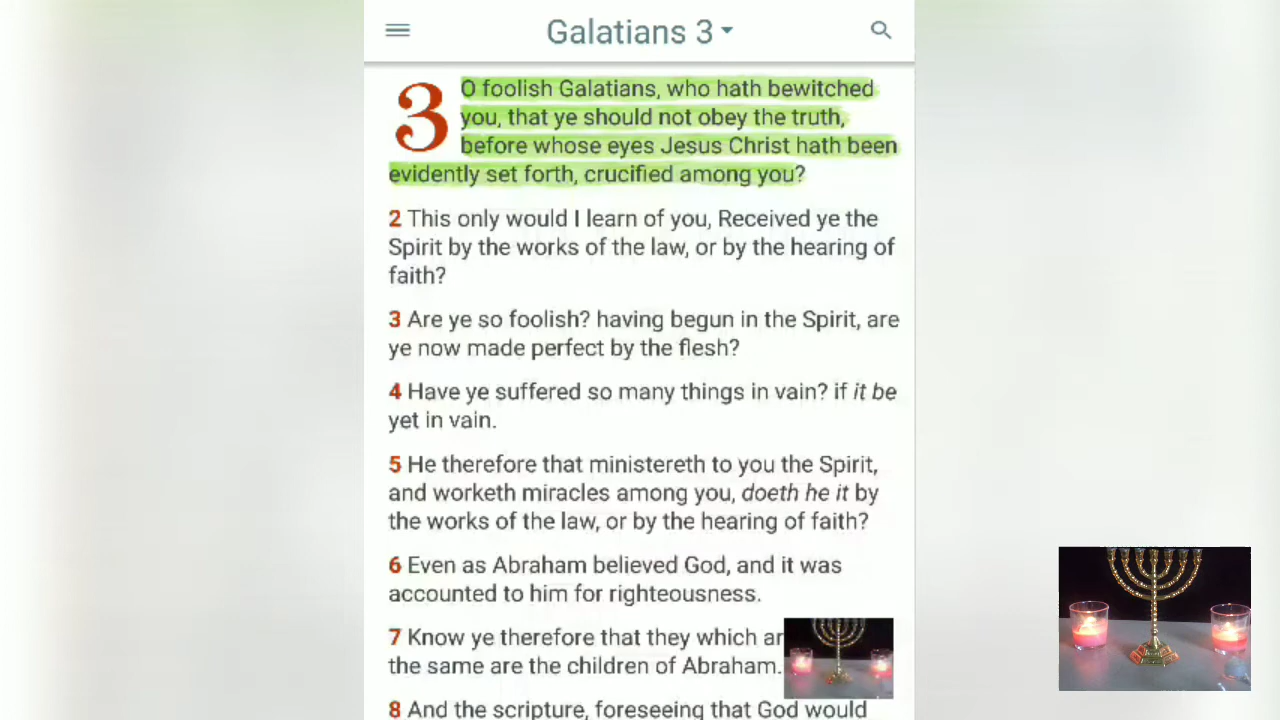 Galatians 3
3 O foolish Galatians, who hath bewitched
you, that ye should not obey the truth,
before whose eyes Jesus Christ hath been
evidently set forth, crucified among you?
2 This only would I learn of you, Received ye the
Spirit by the works of the law, or by the hearing of
faith?
3 Are ye so foolish? having begun in the Spirit, are
ye now made perfect by the flesh?
4 Have ye suffered so many things in vain? if it be
yet in vain.
5 He therefore that ministereth to you the Spirit,
and worketh miracles among you, doeth he it by
the works of the law, or by the hearing of faith?
6 Even as Abraham believed God, and it was
accounted to him for righteousness.
7 Know ye therefore that they which
the same are the children of Abraham.
8 And the scripture, foreseeing that God would